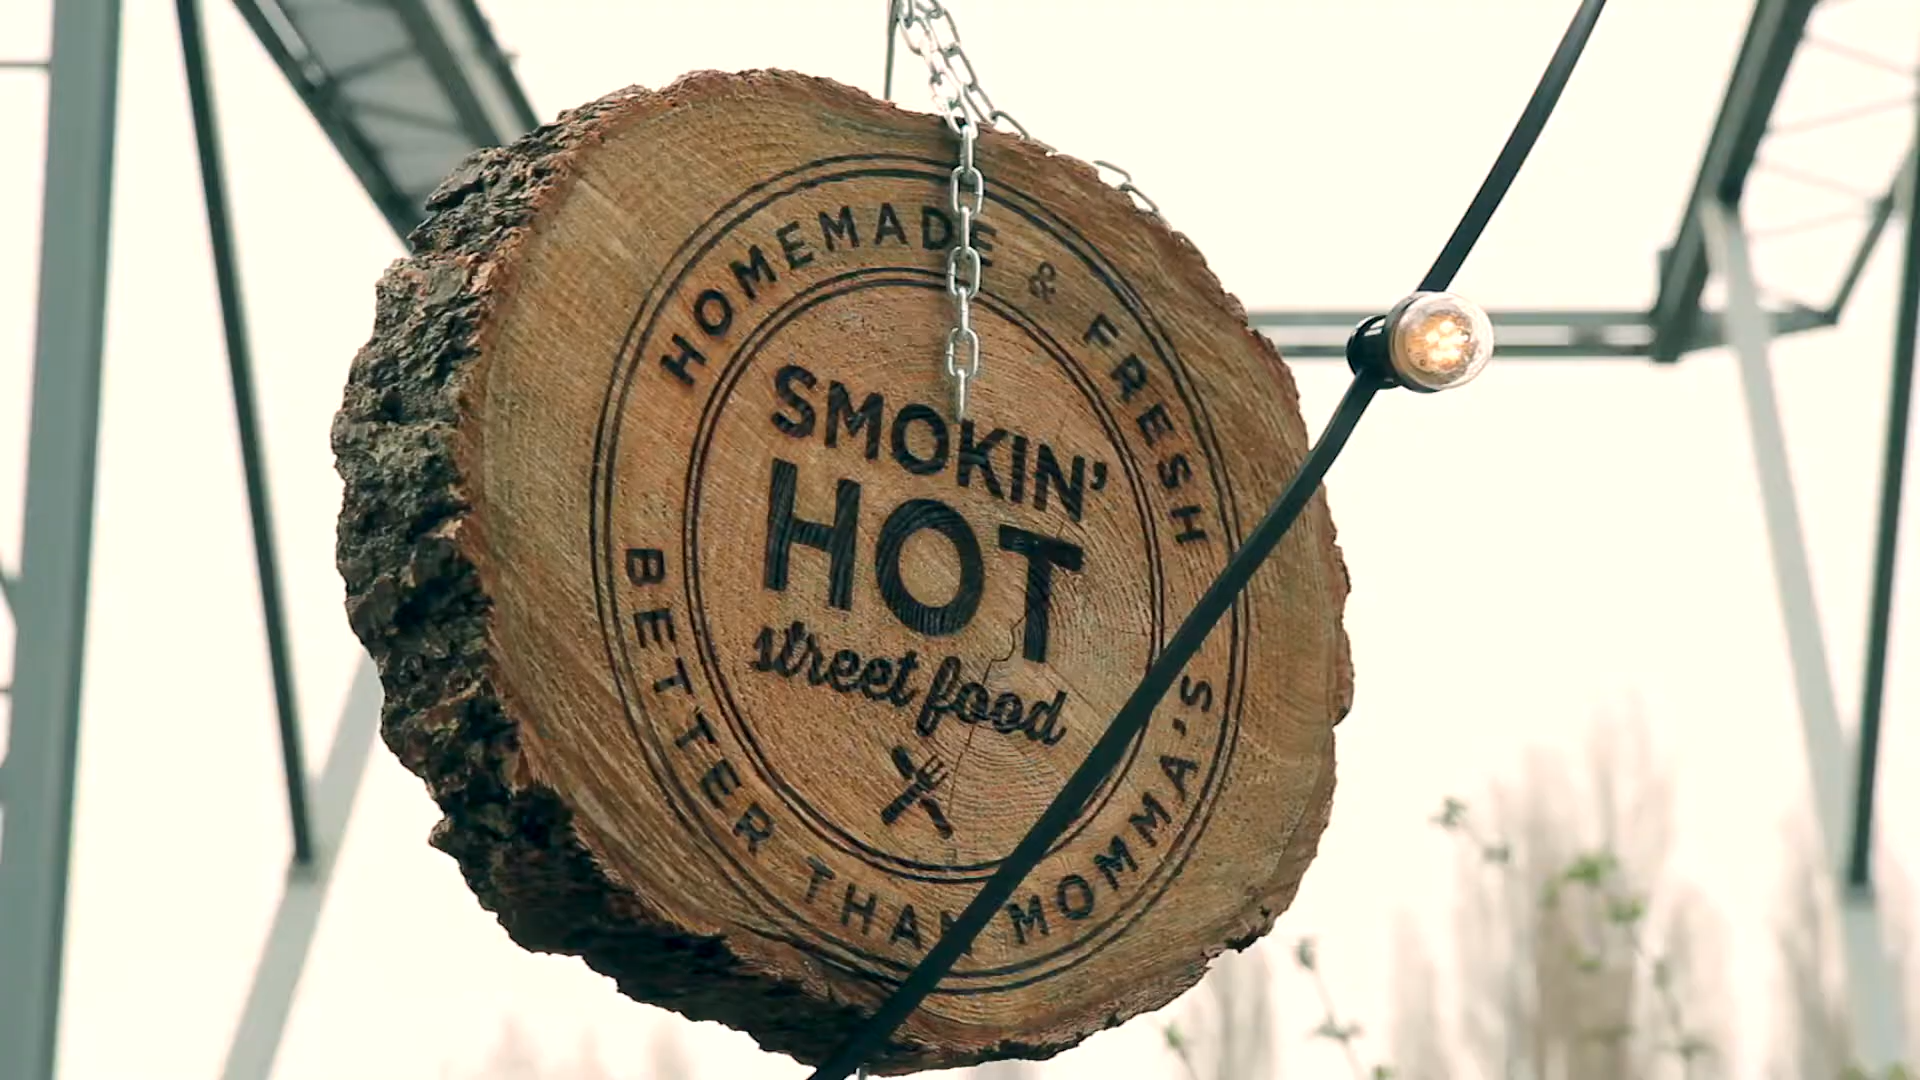 HOMEMADE & FRESH
SMOKIN'
HOT
street food
BETTER THAN MOMMA'S